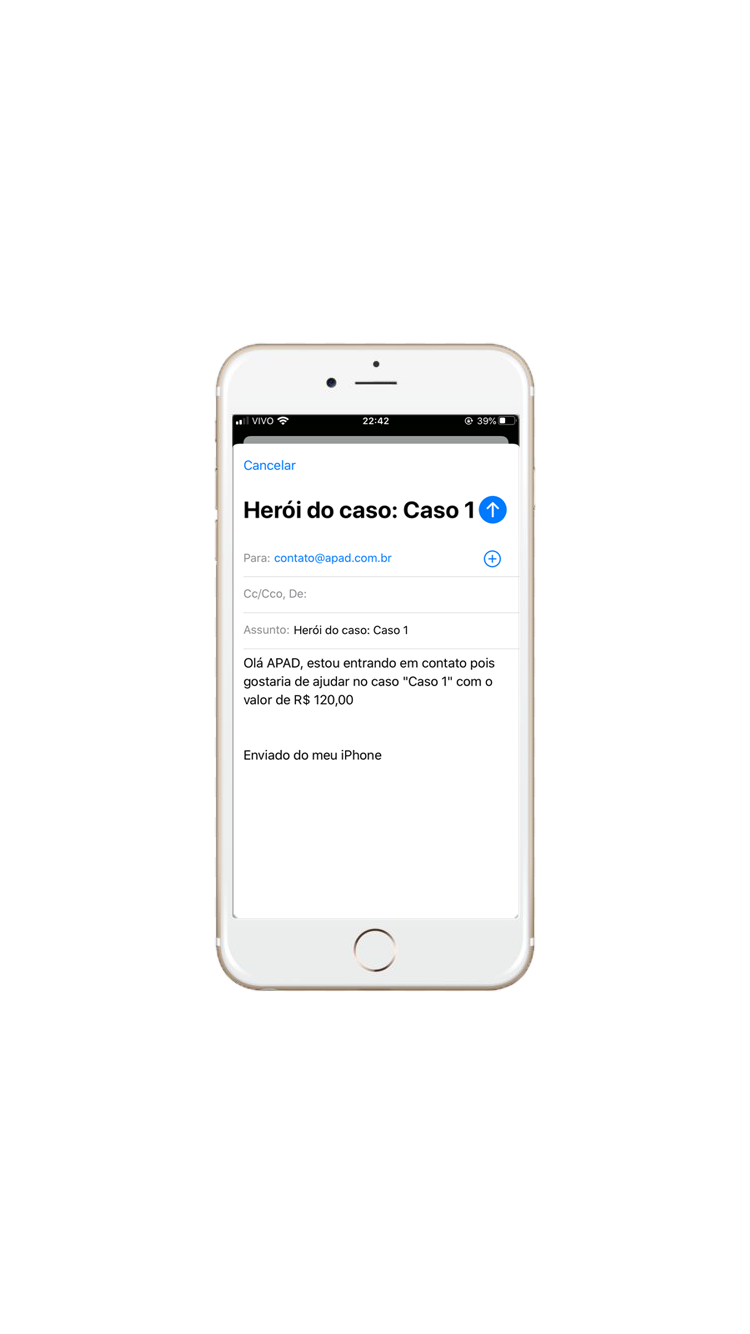 VIVO 22:42 39%
Cancelar
Herói do caso: Caso 1
Para: contato@apad.com.br
Cc/Cco, De:
Assunto: Herói do caso: Caso 1
Olá APAD, estou entrando em contato pois
gostaria de ajudar no caso "Caso 1" com o
valor de R$ 120,00
Enviado do meu iPhone